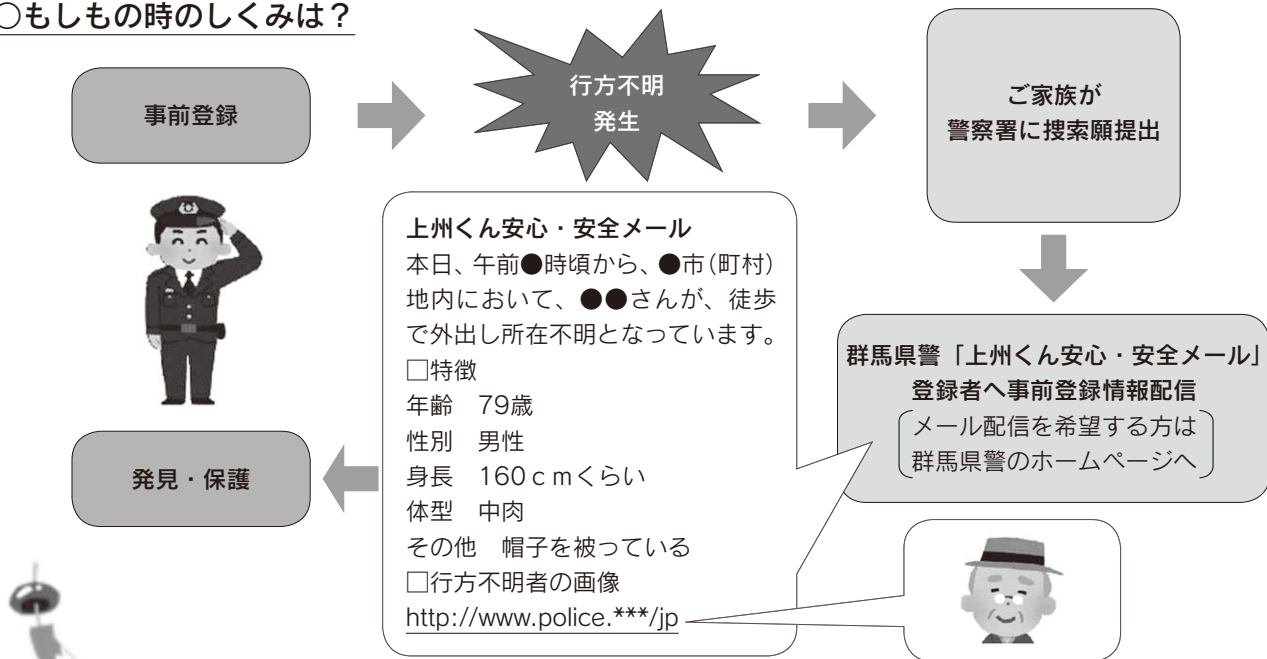 ○もしもの時のしくみは？
事前登録
行方不明
発生
ご家族が
警察署に捜索願提出
群馬県警「上州くん安心・安全メール」
登録者へ事前登録情報配信
メール配信を希望する方は
群馬県警のホームページへ
上州くん安心・安全メール
本日、午前●時頃から、●市（町村）
地内において、●●さんが、徒歩
で外出し所在不明となっています。
□特徴
年齢　79歳
性別　男性
身長　160ｃｍくらい
体型　中肉
その他　帽子を被っている
□行方不明者の画像
http://www.police.***/jp
発見・保護